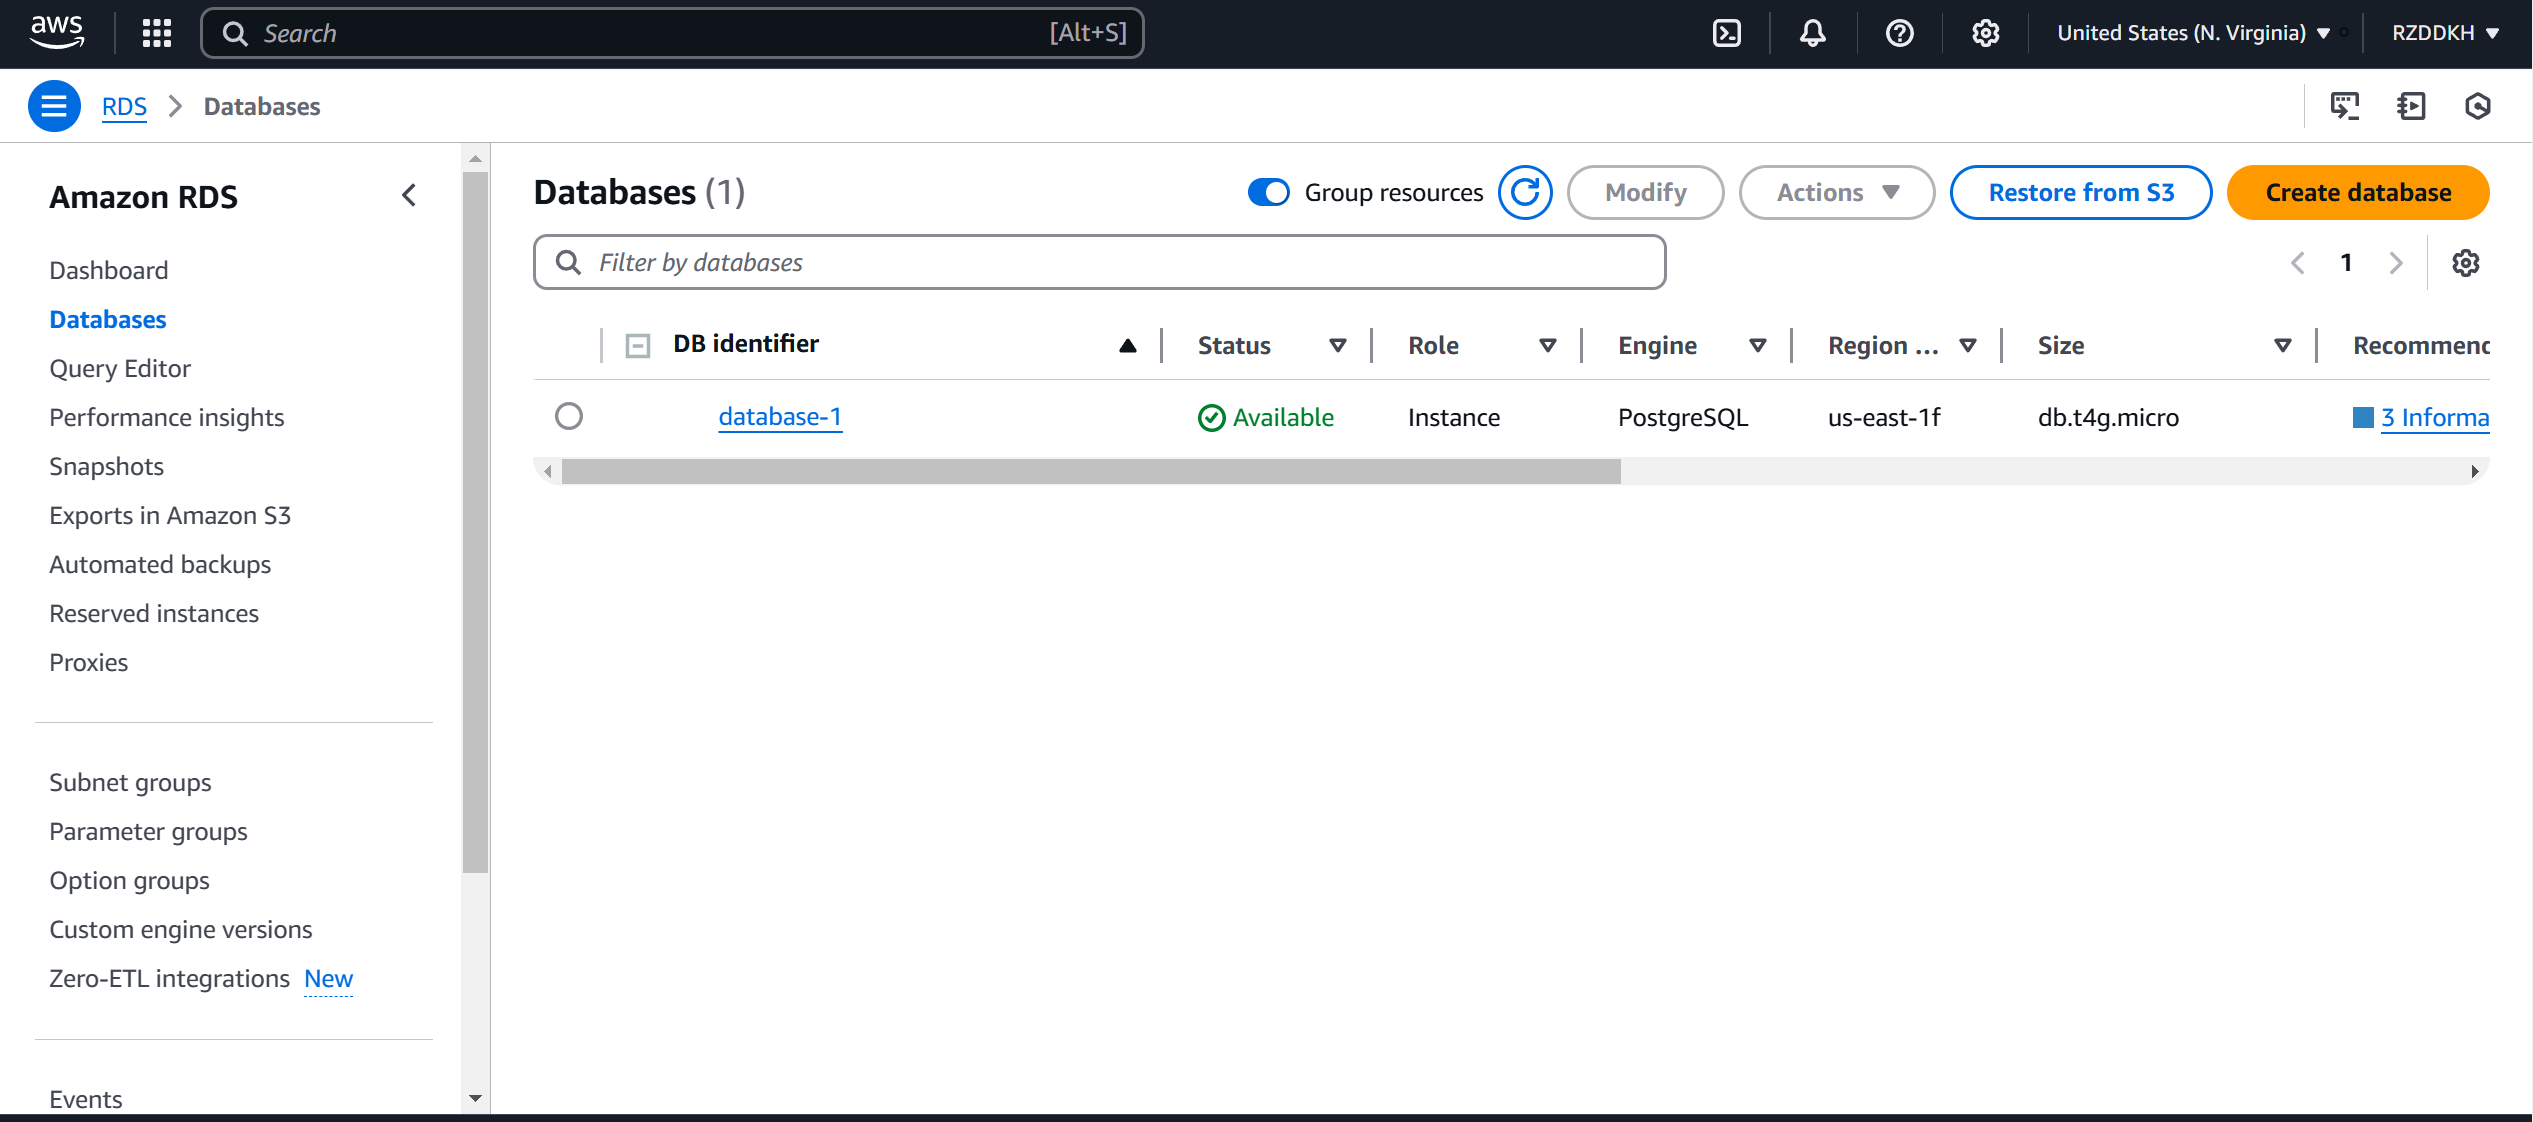 aws
Search [Alt+S]
United States (N. Virginia)
RZDDKH
RDS
Databases
Amazon RDS
Dashboard
Databases
Query Editor
Performance insights
Snapshots
Exports in Amazon S3
Automated backups
Reserved instances
Proxies
Subnet groups
Parameter groups
Option groups
Custom engine versions
Zero-ETL integrations New
Events
Databases (1)
Group resources
Modify
Actions
Restore from S3
Create database
Filter by databases
1
DB identifier Status Role Engine Region ... Size Recommend
database-1 Available Instance PostgreSQL us-east-1f db.t4g.micro 3 Informa